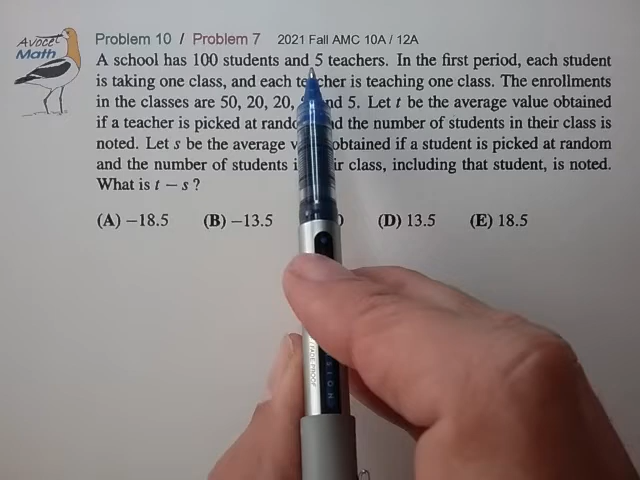 Avocet
Math
Problem 10 / Problem 7 2021 Fall AMC 10A / 12A
A school has 100 students and 5 teachers. In the first period, each student
is taking one class, and each teacher is teaching one class. The enrollments
in the classes are 50, 20, 20, and 5. Let t be the average value obtained
if a teacher is picked at random and the number of students in their class is
noted. Let s be the average obtained if a student is picked at random
and the number of students their class, including that student, is noted.
What is t − s ?
(A) −18.5 (B) −13.5 (D) 13.5 (E) 18.5